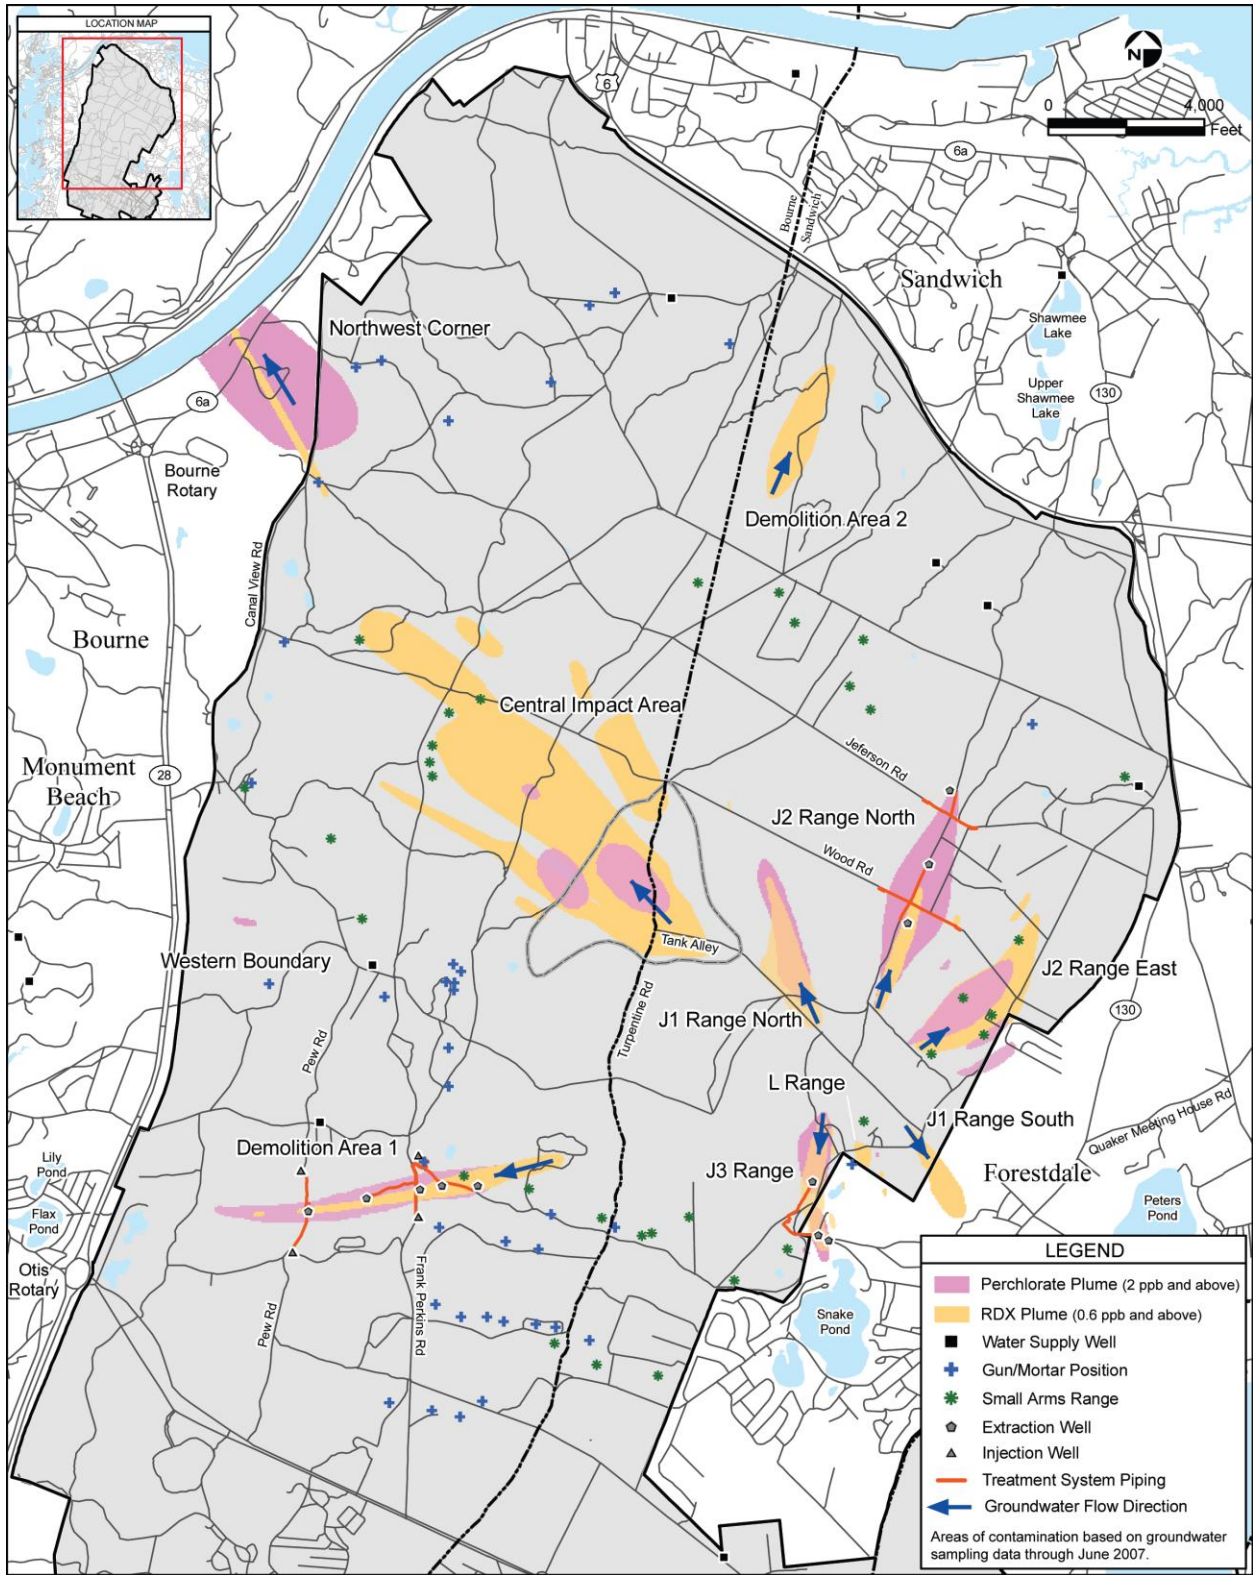 LOCATION MAP
6
N
0 4,000
Feet
6a
Bourne
Sandwich
Sandwich
Shawmee
Lake
Upper
Shawmee
Lake
130
Northwest Corner
6a
Bourne
Rotary
Demolition Area 2
Canal View Rd
Bourne
Central Impact Area
Jeferson Rd
Monument
Beach
28
J2 Range North
Wood Rd
Tank Alley
Western Boundary
J2 Range East
J1 Range North
Turpentine Rd
130
Pew Rd
L Range
J1 Range South
Quaker Meeting House Rd
Demolition Area 1
J3 Range
Forestdale
Lily
Pond
Flax
Pond
Peters
Pond
Otis
Rotary
Pew Rd
Frank Perkins Rd
Snake
Pond
LEGEND
Perchlorate Plume (2 ppb and above)
RDX Plume (0.6 ppb and above)
Water Supply Well
Gun/Mortar Position
Small Arms Range
Extraction Well
Injection Well
Treatment System Piping
Groundwater Flow Direction
Areas of contamination based on groundwater
sampling data through June 2007.